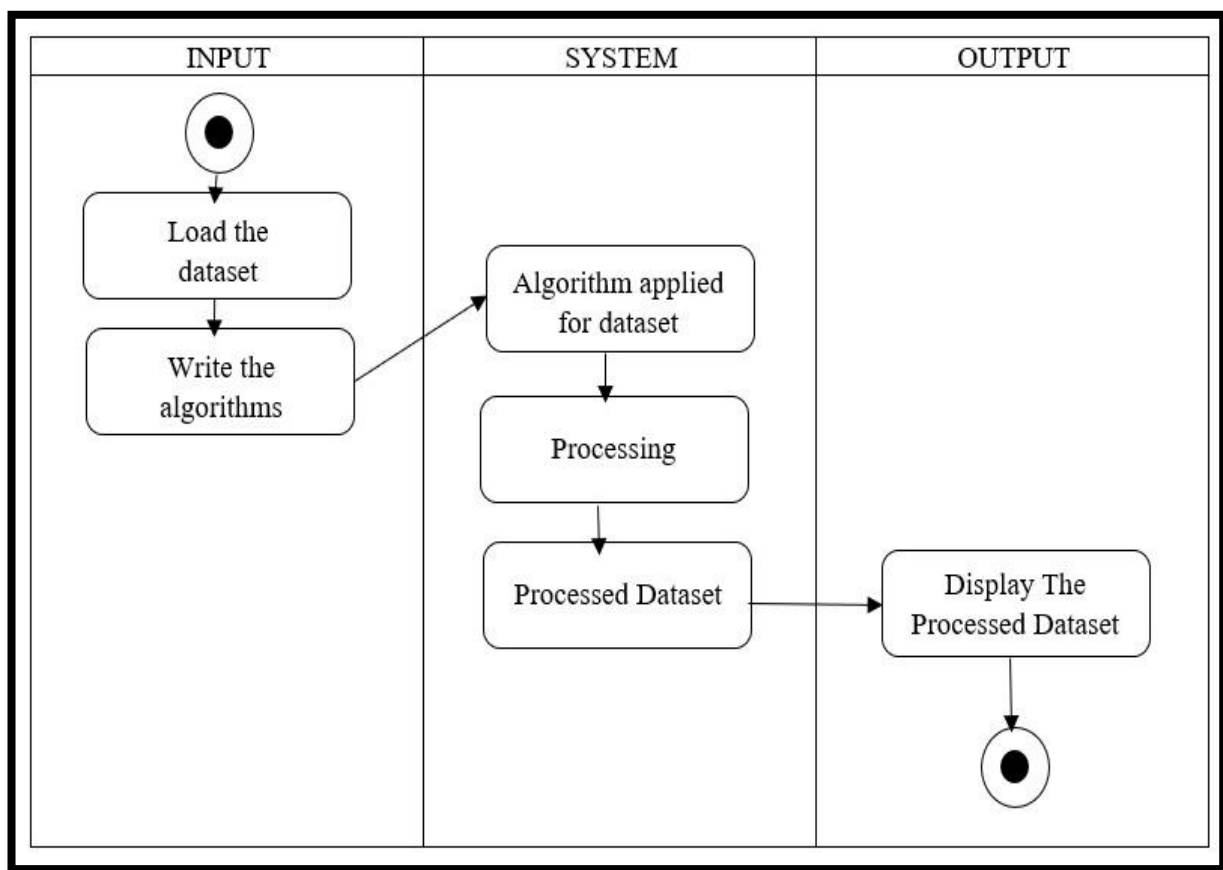 INPUT
SYSTEM
OUTPUT
Load the
dataset
Write the
algorithms
Algorithm applied
for dataset
Processing
Processed Dataset
Display The
Processed Dataset